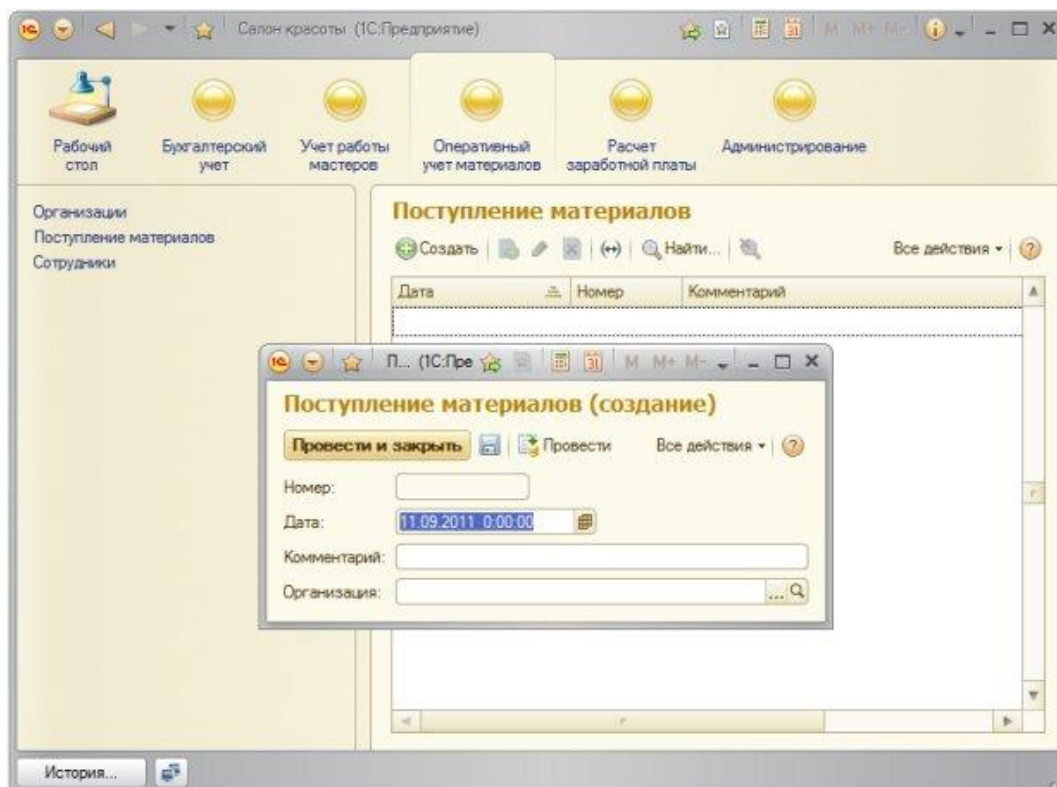 Салон красоты (1С:Предприятие)
31 M M+ M-
Рабочий стол
Бухгалтерский учет
Учет работы мастеров
Оперативный учет материалов
Расчет заработной платы
Администрирование
Организации
Поступление материалов
Сотрудники
Поступление материалов
Создать Найти... Все действия
Дата Номер Комментарий
П... (1С:Пре 31 M M+ M-
Поступление материалов (создание)
Провести и закрыть Провести Все действия
Номер:
Дата: 11.09.2011 0:00:00
Комментарий:
Организация: ...
История...